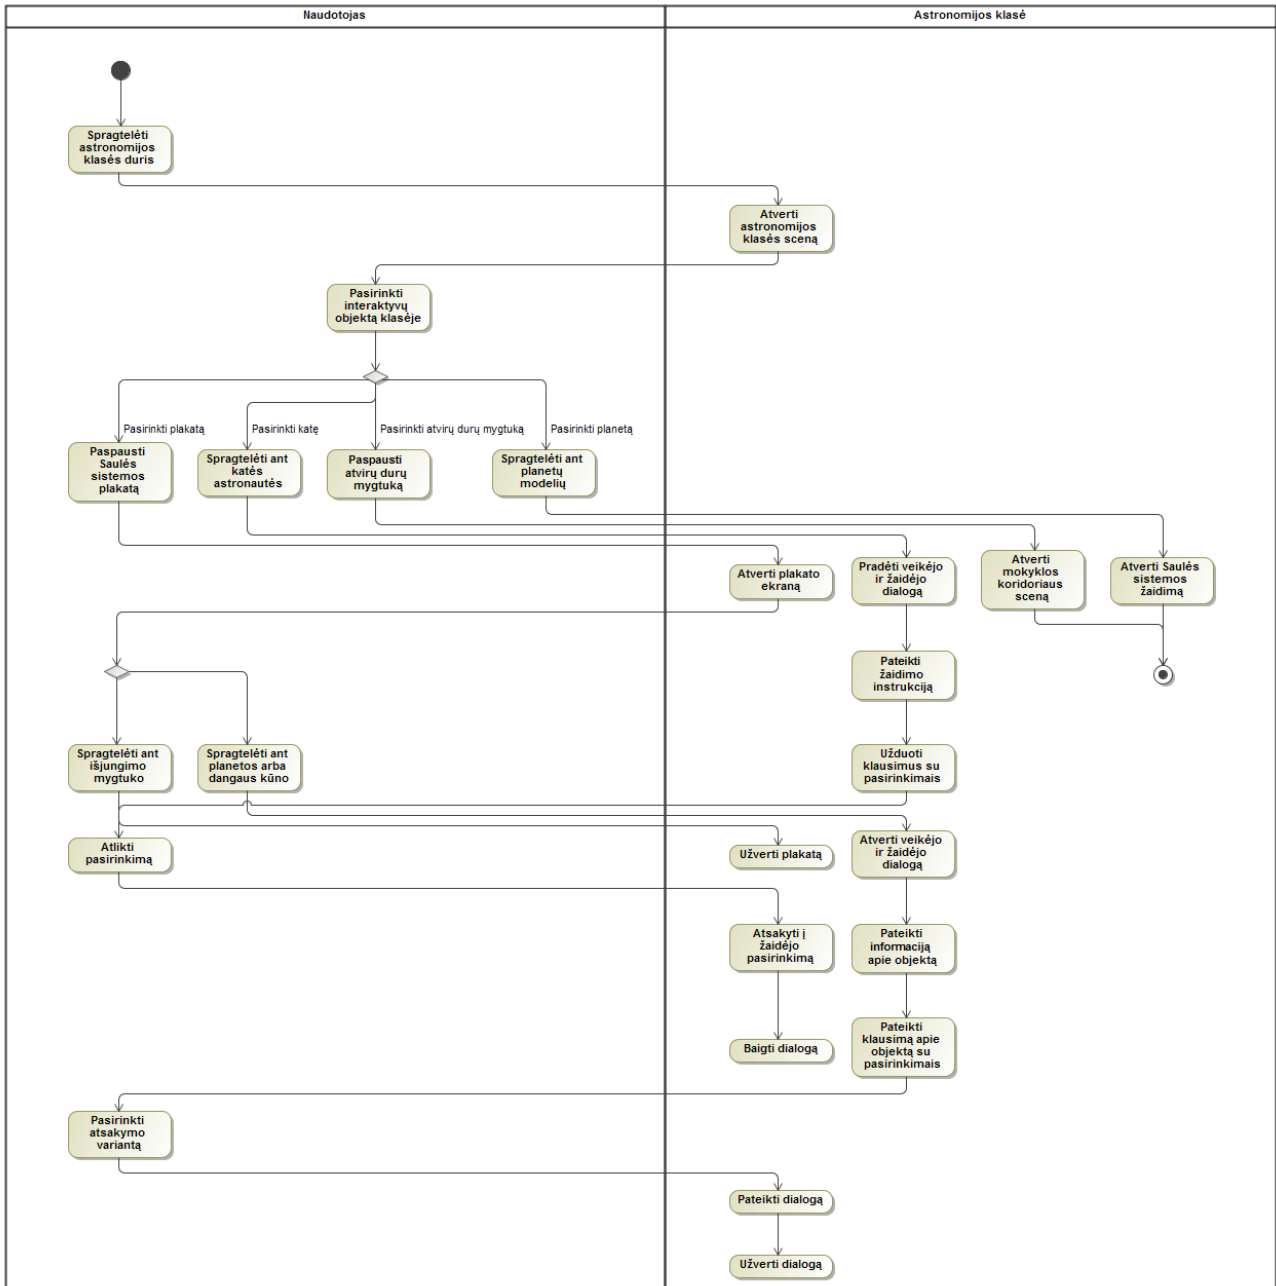 Naudotojas
Astronomijos klasė
Spragtelėti
astronomijos
klasės duris
Atverti
astronomijos
klasės sceną
Pasirinkti
interaktyvų
objektą klasėje
Pasirinkti plakatą
Pasirinkti katę
Pasirinkti atvirų durų mygtuką
Pasirinkti planetą
Paspausti
Saulės
sistemos
plakatą
Spragtelėti ant
katės
astronautės
Paspausti
atvirų durų
mygtuką
Spragtelėti ant
planetų
modelių
Atverti plakato
ekraną
Pradėti veikėjo
ir žaidėjo
dialogą
Atverti
mokyklos
koridoriaus
sceną
Atverti Saulės
sistemos
žaidimą
Pateikti
žaidimo
instrukciją
Spragtelėti ant
išjungimo
mygtuko
Spragtelėti ant
planetos arba
dangaus kūno
Užduoti
klausimus su
pasirinkimais
Atlikti
pasirinkimą
Užverti plakatą
Atverti veikėjo
ir žaidėjo
dialogą
Atsakyti į
žaidėjo
pasirinkimą
Pateikti
informaciją
apie objektą
Baigti dialogą
Pateikti
klausimą apie
objektą su
pasirinkimais
Pasirinkti
atsakymo
variantą
Pateikti dialogą
Užverti dialogą